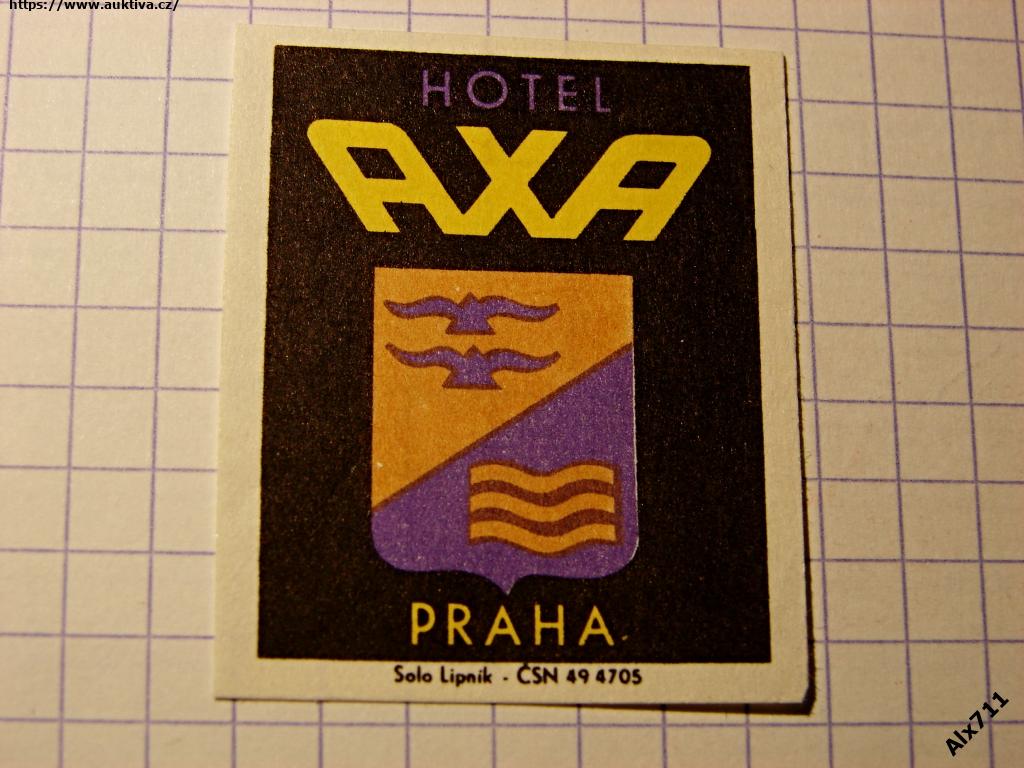 https://www.auktiva.cz/
HOTEL
AXA
PRAHA
Solo Lipník - ČSN 49 4705
Alx711